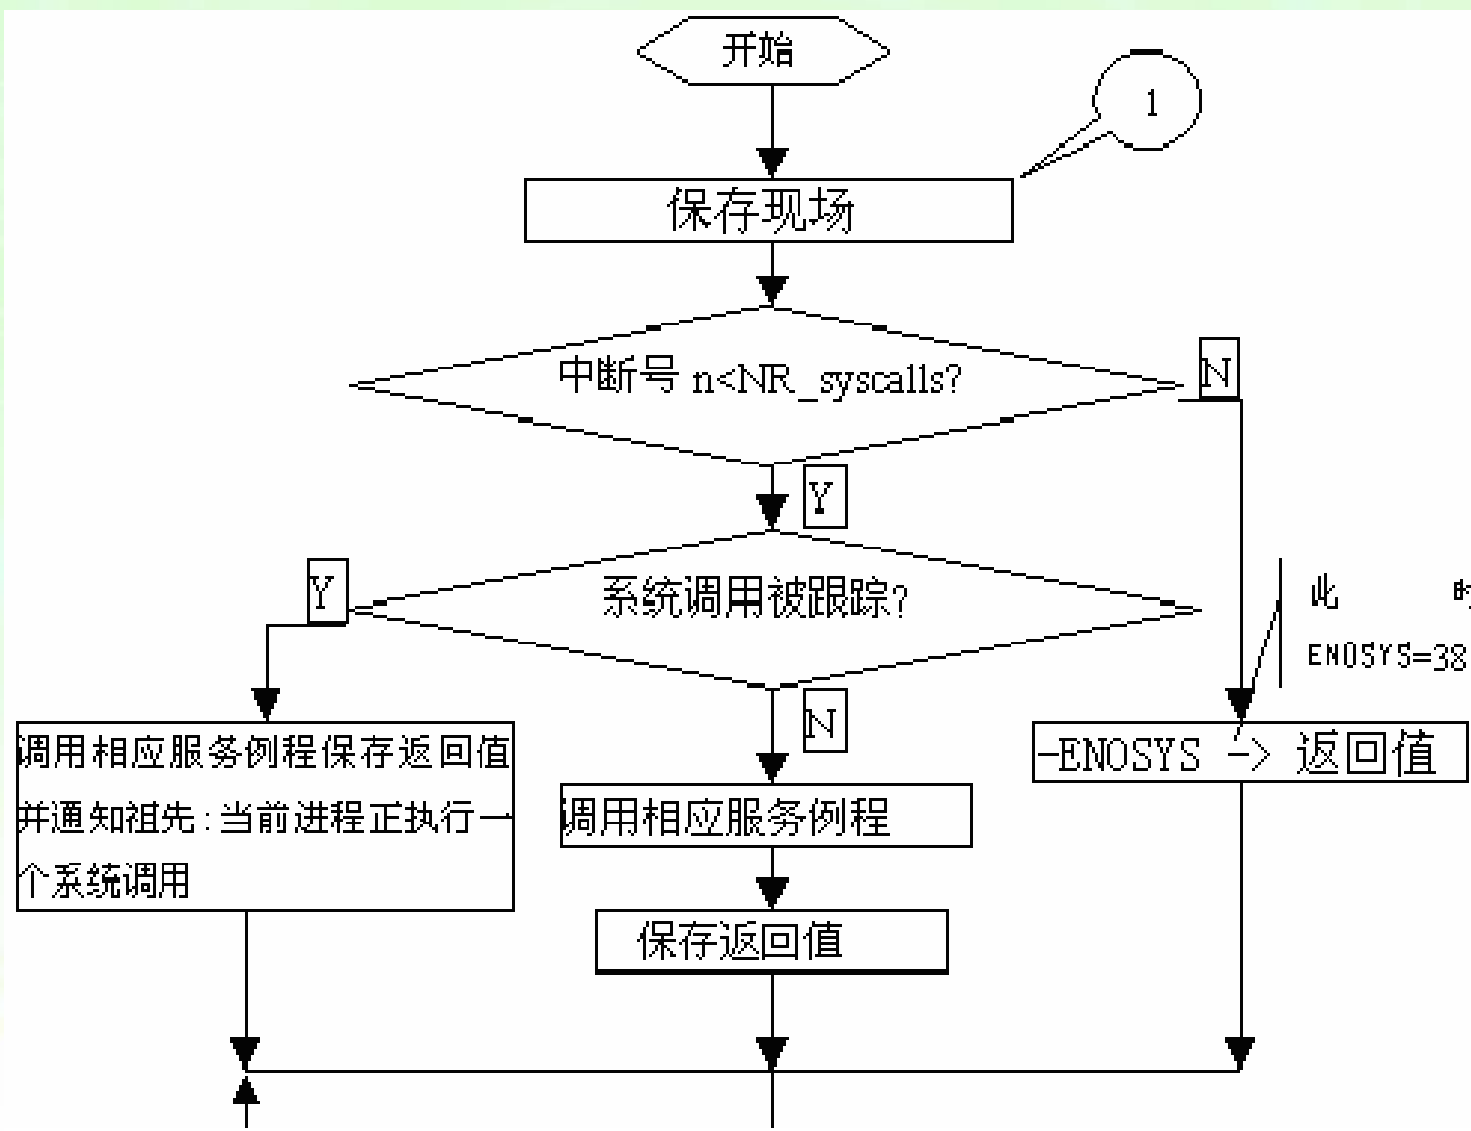 开始
1
保存现场
中断号 n<NR_syscalls?
N
Y
系统调用被跟踪?
Y
此 时
ENOSYS=38
N
调用相应服务例程保存返回值
并通知祖先:当前进程正执行一
个系统调用
-ENOSYS -> 返回值
调用相应服务例程
保存返回值